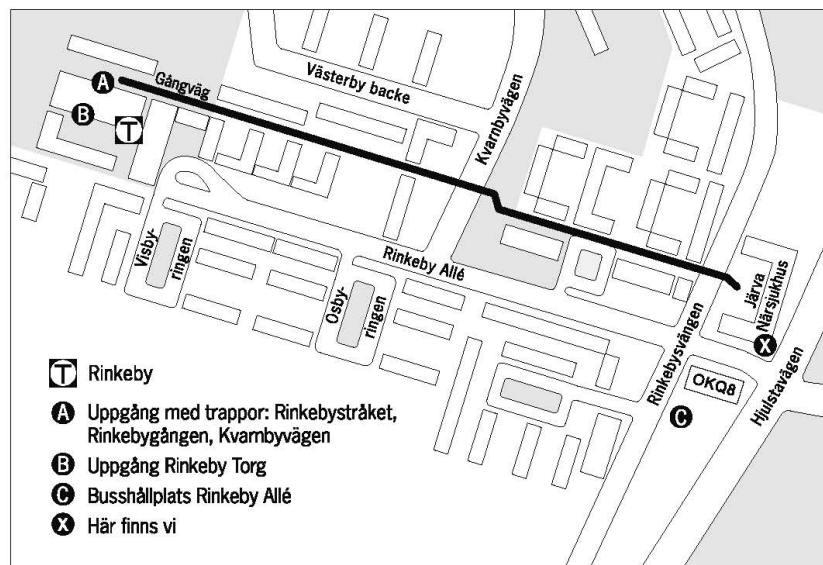 A
Gångväg
B
T
Västerby backe
Kvarnbyvägen
Visby-
ringen
Osby-
ringen
Rinkeby Allé
Rinkebysvängen
Järva
Närsjukhus
X
OKQ8
C
Hjulstavägen
T Rinkeby
A Uppgång med trappor: Rinkebystråket,
Rinkebygången, Kvarnbyvägen
B Uppgång Rinkeby Torg
C Busshållplats Rinkeby Allé
X Här finns vi